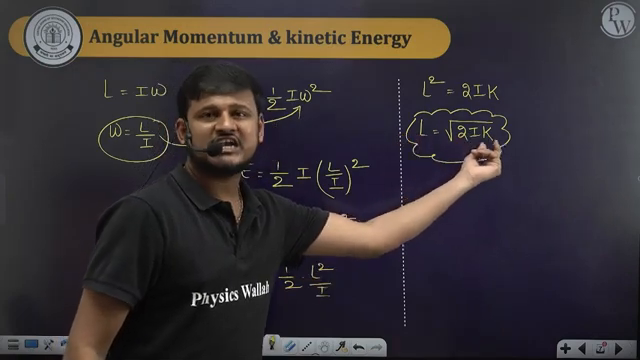 Angular Momentum & kinetic Energy
PW
L = Iω
ω = L/I
1/2 Iω²
= 1/2 I (L/I)²
1/2 · L²/I
L² = 2IK
L = √2IK
Physics Wallah